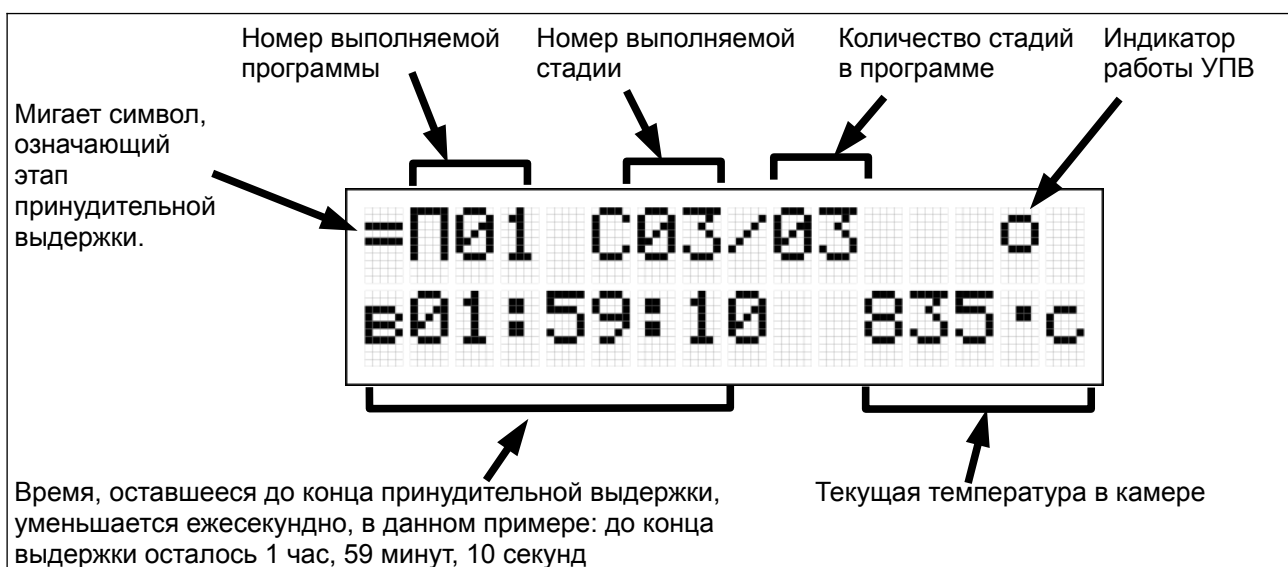 Номер выполняемой
программы
Номер выполняемой
стадии
Количество стадий
в программе
Индикатор
работы УПВ
Мигает символ,
означающий
этап
принудительной
выдержки.
=П01 С03/03 o
в01:59:10 835·с
Время, оставшееся до конца принудительной выдержки,
уменьшается ежесекундно, в данном примере: до конца
выдержки осталось 1 час, 59 минут, 10 секунд
Текущая температура в камере